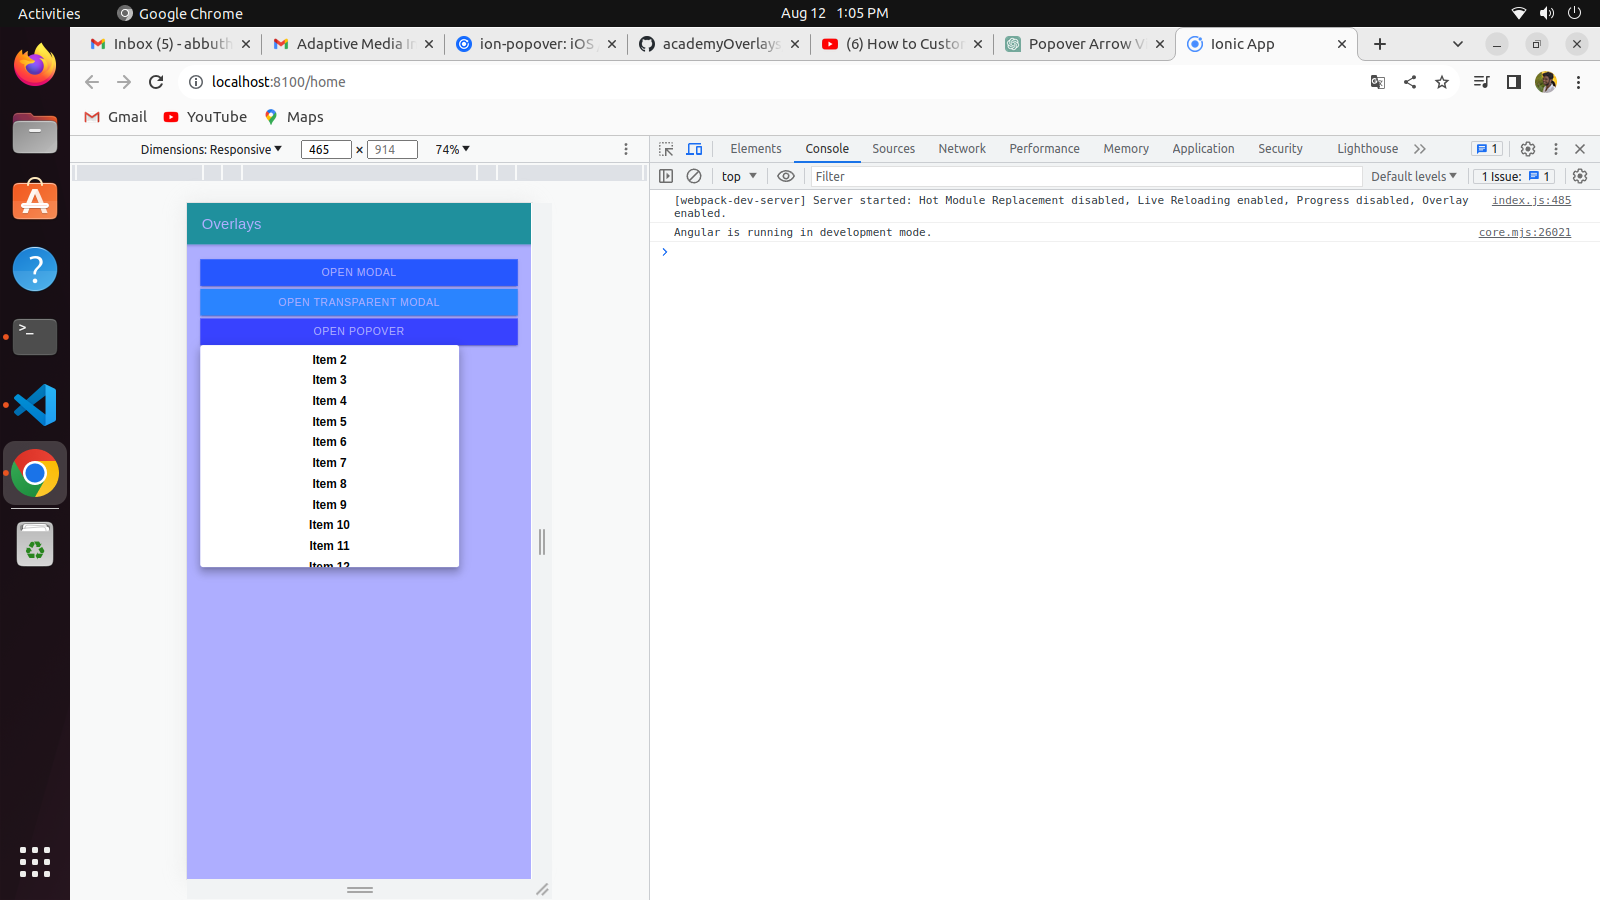 Activities
Google Chrome
Aug 12 1:05 PM
Inbox (5) - abbuth
Adaptive Media In
ion-popover: iOS
academyOverlays
(6) How to Custor
Popover Arrow V
Ionic App
localhost:8100/home
Gmail
YouTube
Maps
Dimensions: Responsive
465 × 914
74%
Elements
Console
Sources
Network
Performance
Memory
Application
Security
Lighthouse
1
top
Filter
Default levels
1 Issue: 1
[webpack-dev-server] Server started: Hot Module Replacement disabled, Live Reloading enabled, Progress disabled, Overlay
enabled.
index.js:485
Angular is running in development mode.
core.mjs:26021
Overlays
OPEN MODAL
OPEN TRANSPARENT MODAL
OPEN POPOVER
Item 2
Item 3
Item 4
Item 5
Item 6
Item 7
Item 8
Item 9
Item 10
Item 11
Item 12